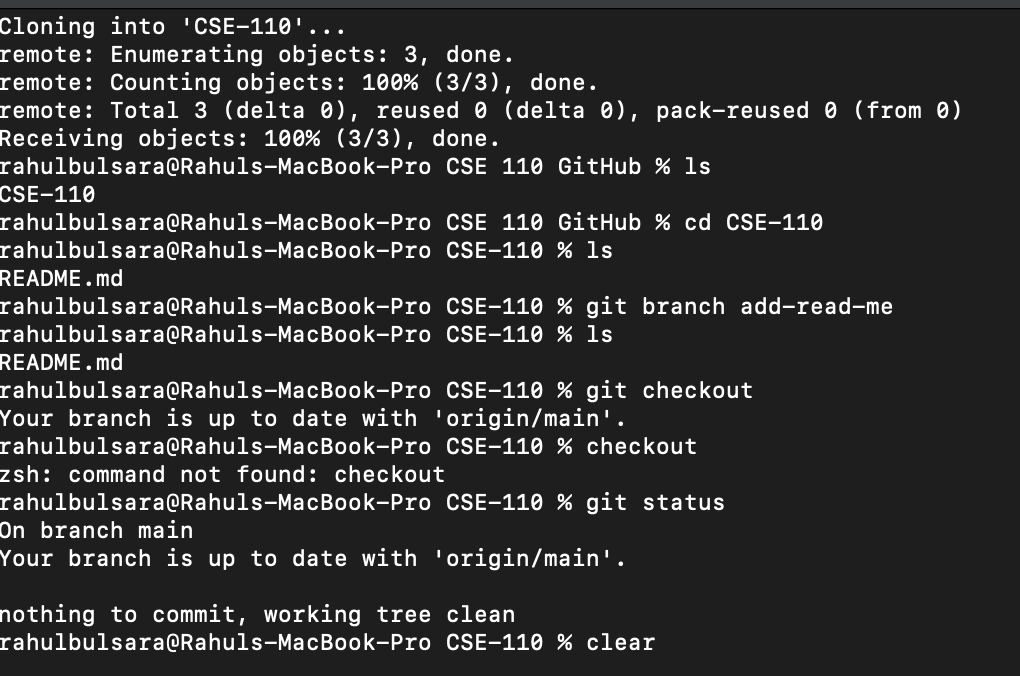 Cloning into 'CSE-110'...
remote: Enumerating objects: 3, done.
remote: Counting objects: 100% (3/3), done.
remote: Total 3 (delta 0), reused 0 (delta 0), pack-reused 0 (from 0)
Receiving objects: 100% (3/3), done.
rahulbulsara@Rahuls-MacBook-Pro CSE 110 GitHub % ls
CSE-110
rahulbulsara@Rahuls-MacBook-Pro CSE 110 GitHub % cd CSE-110
rahulbulsara@Rahuls-MacBook-Pro CSE-110 % ls
README.md
rahulbulsara@Rahuls-MacBook-Pro CSE-110 % git branch add-read-me
rahulbulsara@Rahuls-MacBook-Pro CSE-110 % ls
README.md
rahulbulsara@Rahuls-MacBook-Pro CSE-110 % git checkout
Your branch is up to date with 'origin/main'.
rahulbulsara@Rahuls-MacBook-Pro CSE-110 % checkout
zsh: command not found: checkout
rahulbulsara@Rahuls-MacBook-Pro CSE-110 % git status
On branch main
Your branch is up to date with 'origin/main'.

nothing to commit, working tree clean
rahulbulsara@Rahuls-MacBook-Pro CSE-110 % clear